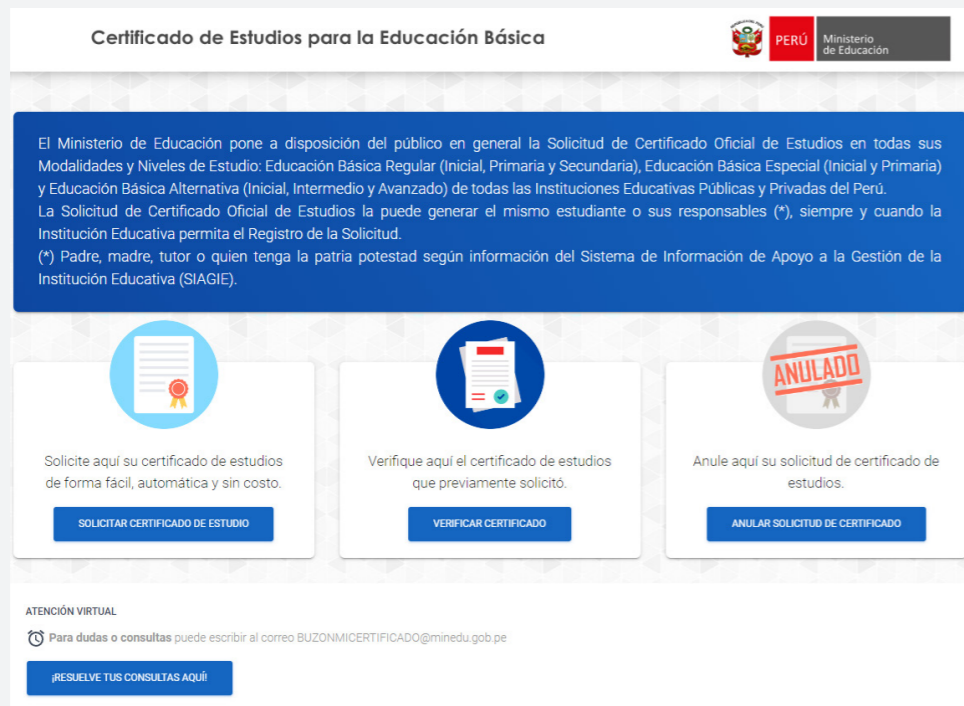 Certificado de Estudios para la Educación Básica
PERÚ
Ministerio
de Educación
El Ministerio de Educación pone a disposición del público en general la Solicitud de Certificado Oficial de Estudios en todas sus
Modalidades y Niveles de Estudio: Educación Básica Regular (Inicial, Primaria y Secundaria), Educación Básica Especial (Inicial y Primaria)
y Educación Básica Alternativa (Inicial, Intermedio y Avanzado) de todas las Instituciones Educativas Públicas y Privadas del Perú.
La Solicitud de Certificado Oficial de Estudios la puede generar el mismo estudiante o sus responsables (*), siempre y cuando la
Institución Educativa permita el Registro de la Solicitud.
(*) Padre, madre, tutor o quien tenga la patria potestad según información del Sistema de Información de Apoyo a la Gestión de la
Institución Educativa (SIAGIE).
Solicite aquí su certificado de estudios
de forma fácil, automática y sin costo.
SOLICITAR CERTIFICADO DE ESTUDIO
Verifique aquí el certificado de estudios
que previamente solicitó.
VERIFICAR CERTIFICADO
ANULADO
Anule aquí su solicitud de certificado de
estudios.
ANULAR SOLICITUD DE CERTIFICADO
ATENCIÓN VIRTUAL
Para dudas o consultas puede escribir al correo BUZONMICERTIFICADO@minedu.gob.pe
¡RESUELVE TUS CONSULTAS AQUÍ!